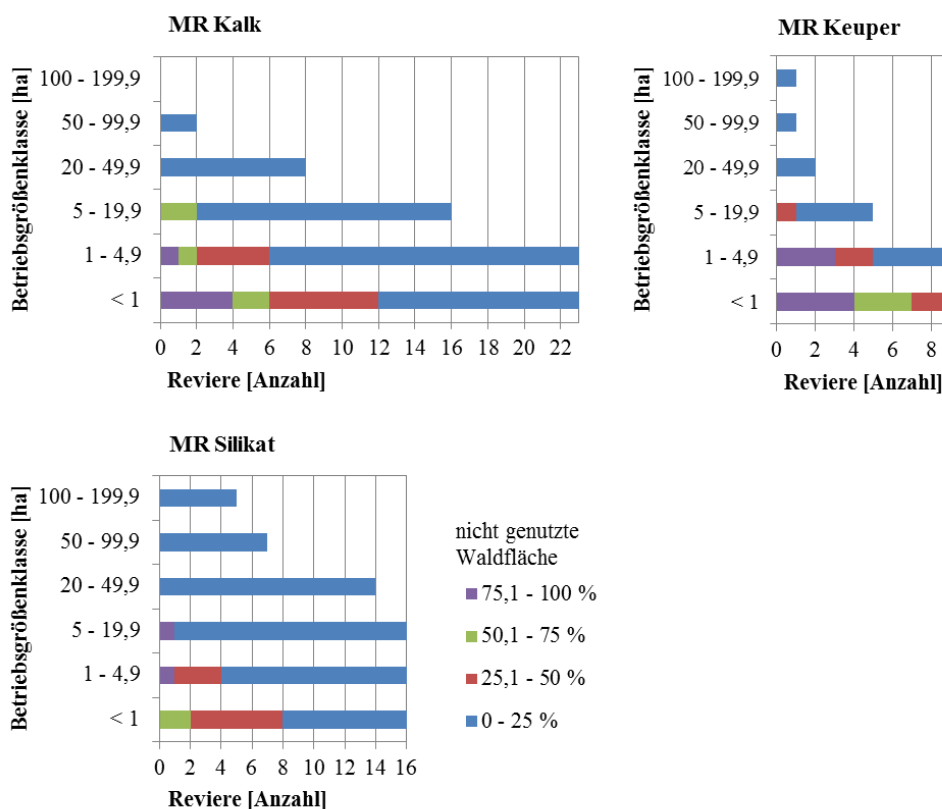 MR Kalk
Betriebsgrößenklasse [ha]
100 - 199,9
50 - 99,9
20 - 49,9
5 - 19,9
1 - 4,9
< 1
0 2 4 6 8 10 12 14 16 18 20 22
Reviere [Anzahl]
MR Keuper
Betriebsgrößenklasse [ha]
100 - 199,9
50 - 99,9
20 - 49,9
5 - 19,9
1 - 4,9
< 1
0 2 4 6 8
Reviere [Anzahl]
MR Silikat
Betriebsgrößenklasse [ha]
100 - 199,9
50 - 99,9
20 - 49,9
5 - 19,9
1 - 4,9
< 1
0 2 4 6 8 10 12 14 16
Reviere [Anzahl]
nicht genutzte
Waldfläche
75,1 - 100 %
50,1 - 75 %
25,1 - 50 %
0 - 25 %